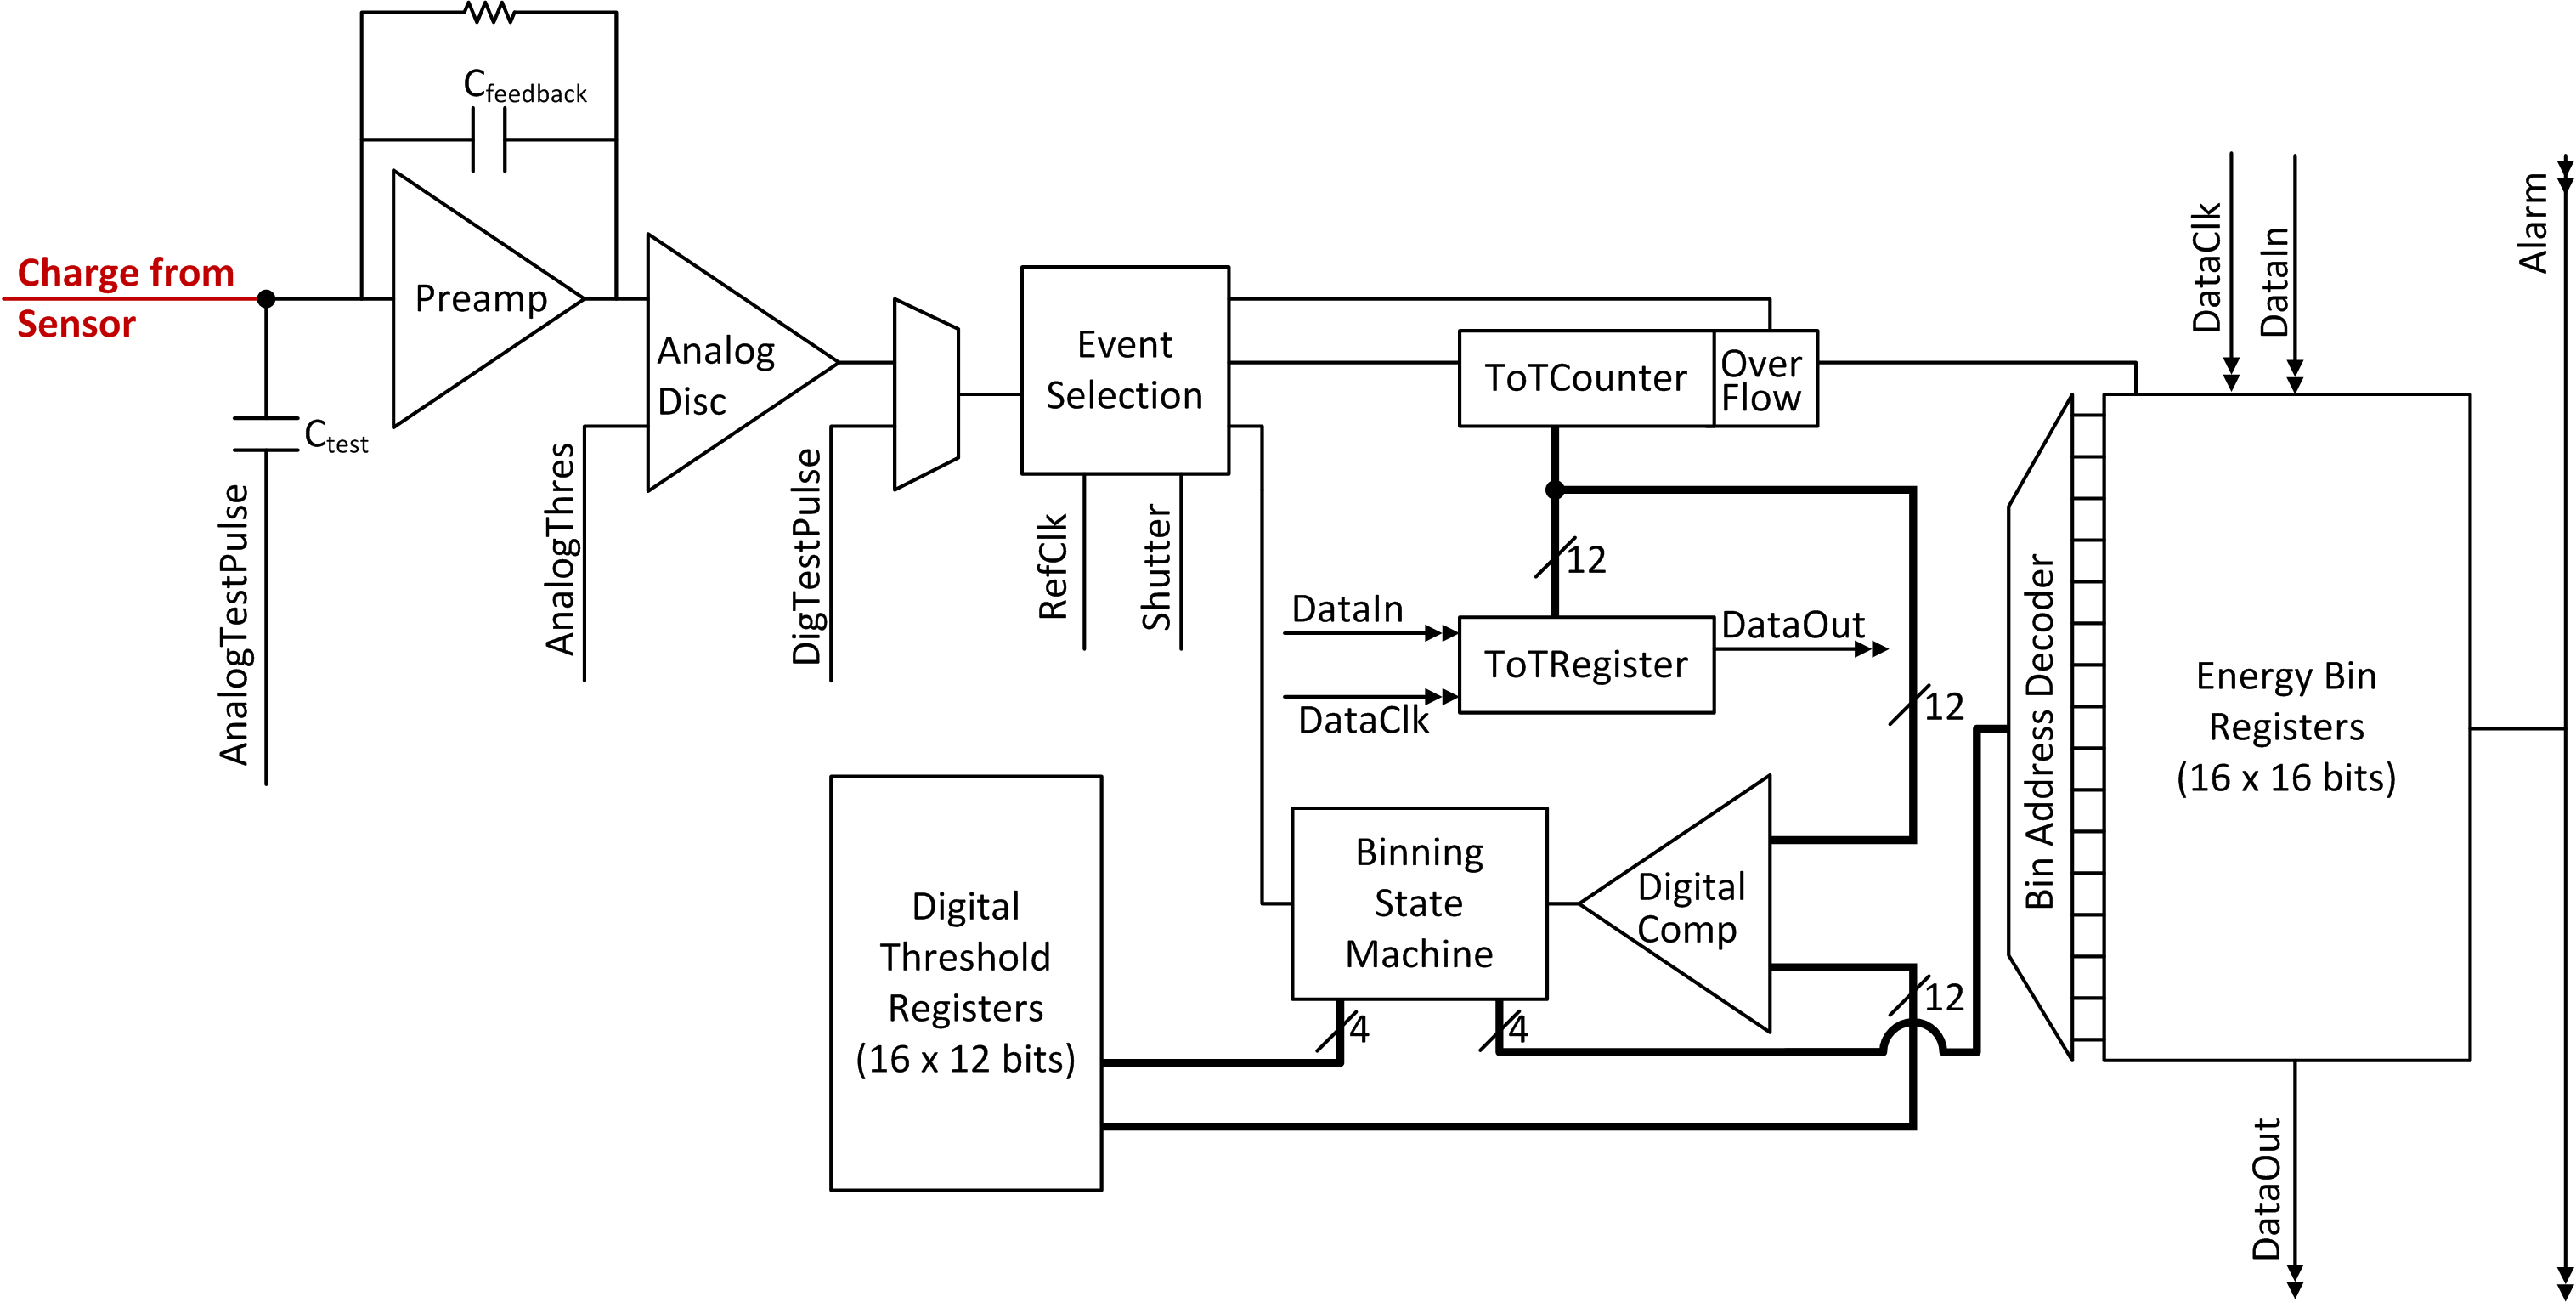 Cfeedback
Charge from
Sensor
Preamp
Ctest
AnalogTestPulse
Analog
Disc
AnalogThres
DigTestPulse
Event
Selection
RefClk
Shutter
ToTCounter
Over
Flow
12
DataIn
DataClk
ToTRegister
DataOut
12
Digital
Threshold
Registers
(16 x 12 bits)
Binning
State
Machine
4
4
Digital
Comp
12
Bin Address Decoder
DataClk
DataIn
Energy Bin
Registers
(16 x 16 bits)
DataOut
Alarm